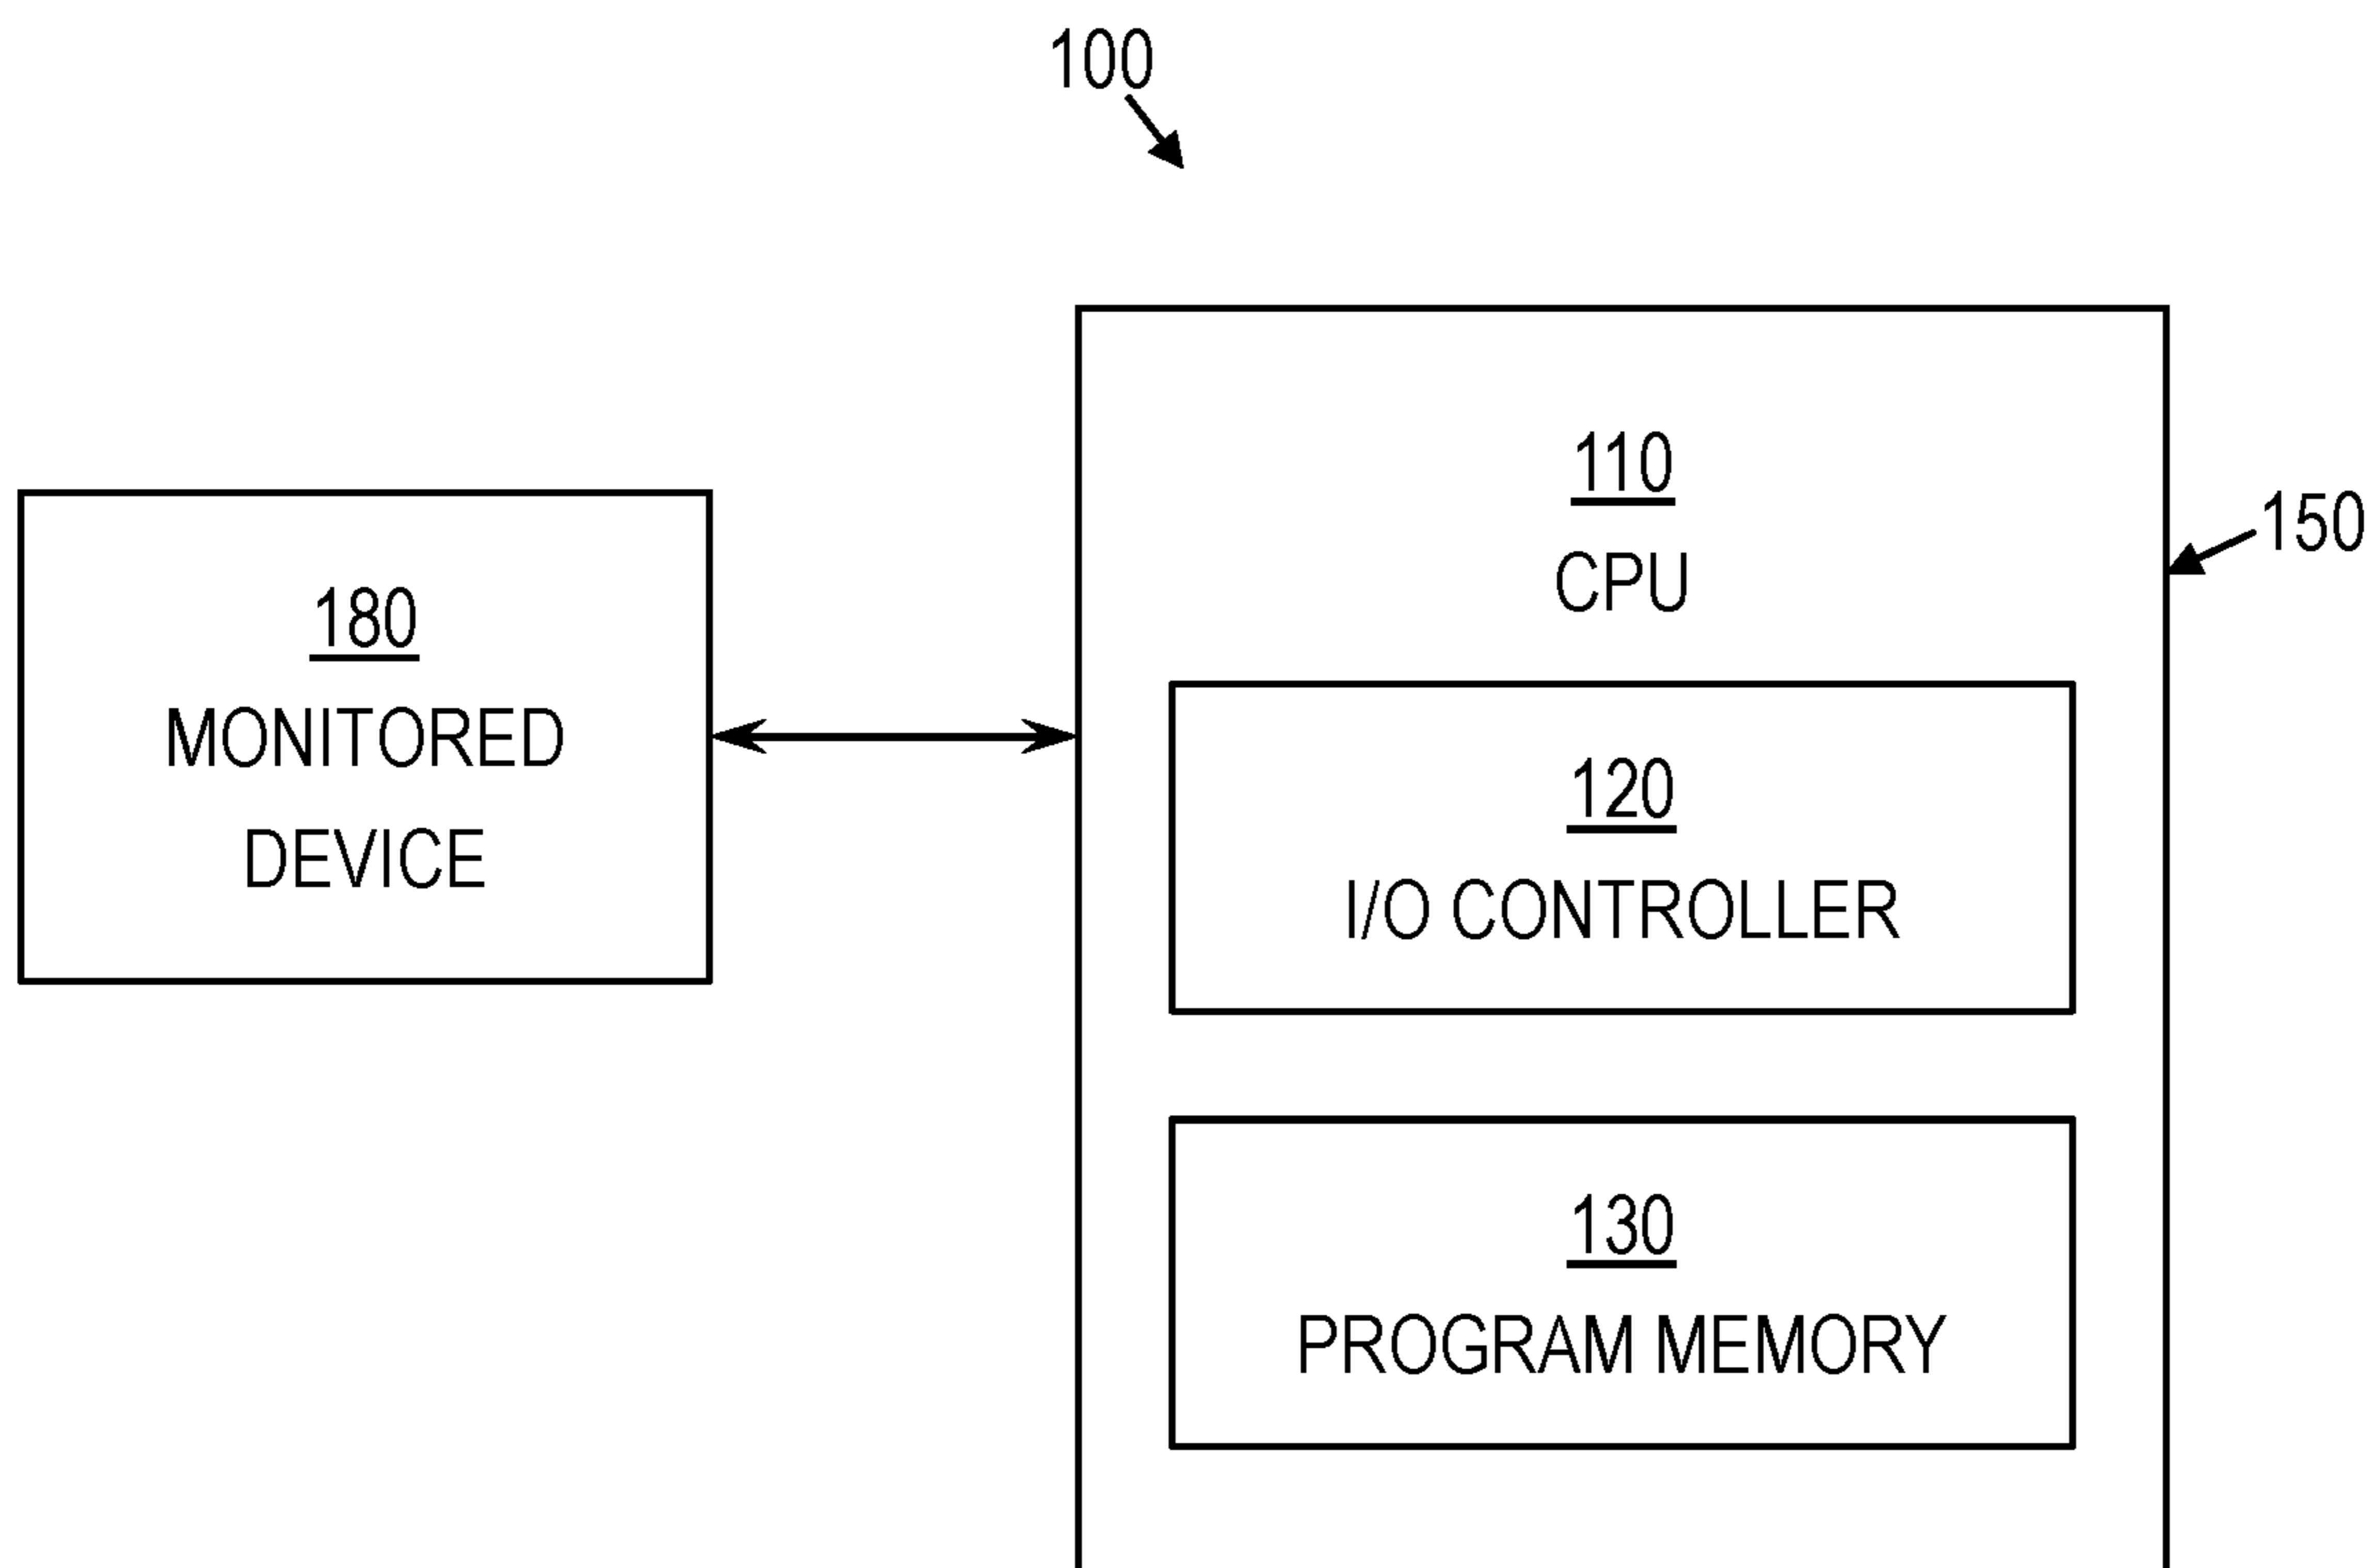 100
110
CPU
150
180
MONITORED
DEVICE
120
I/O CONTROLLER
130
PROGRAM MEMORY